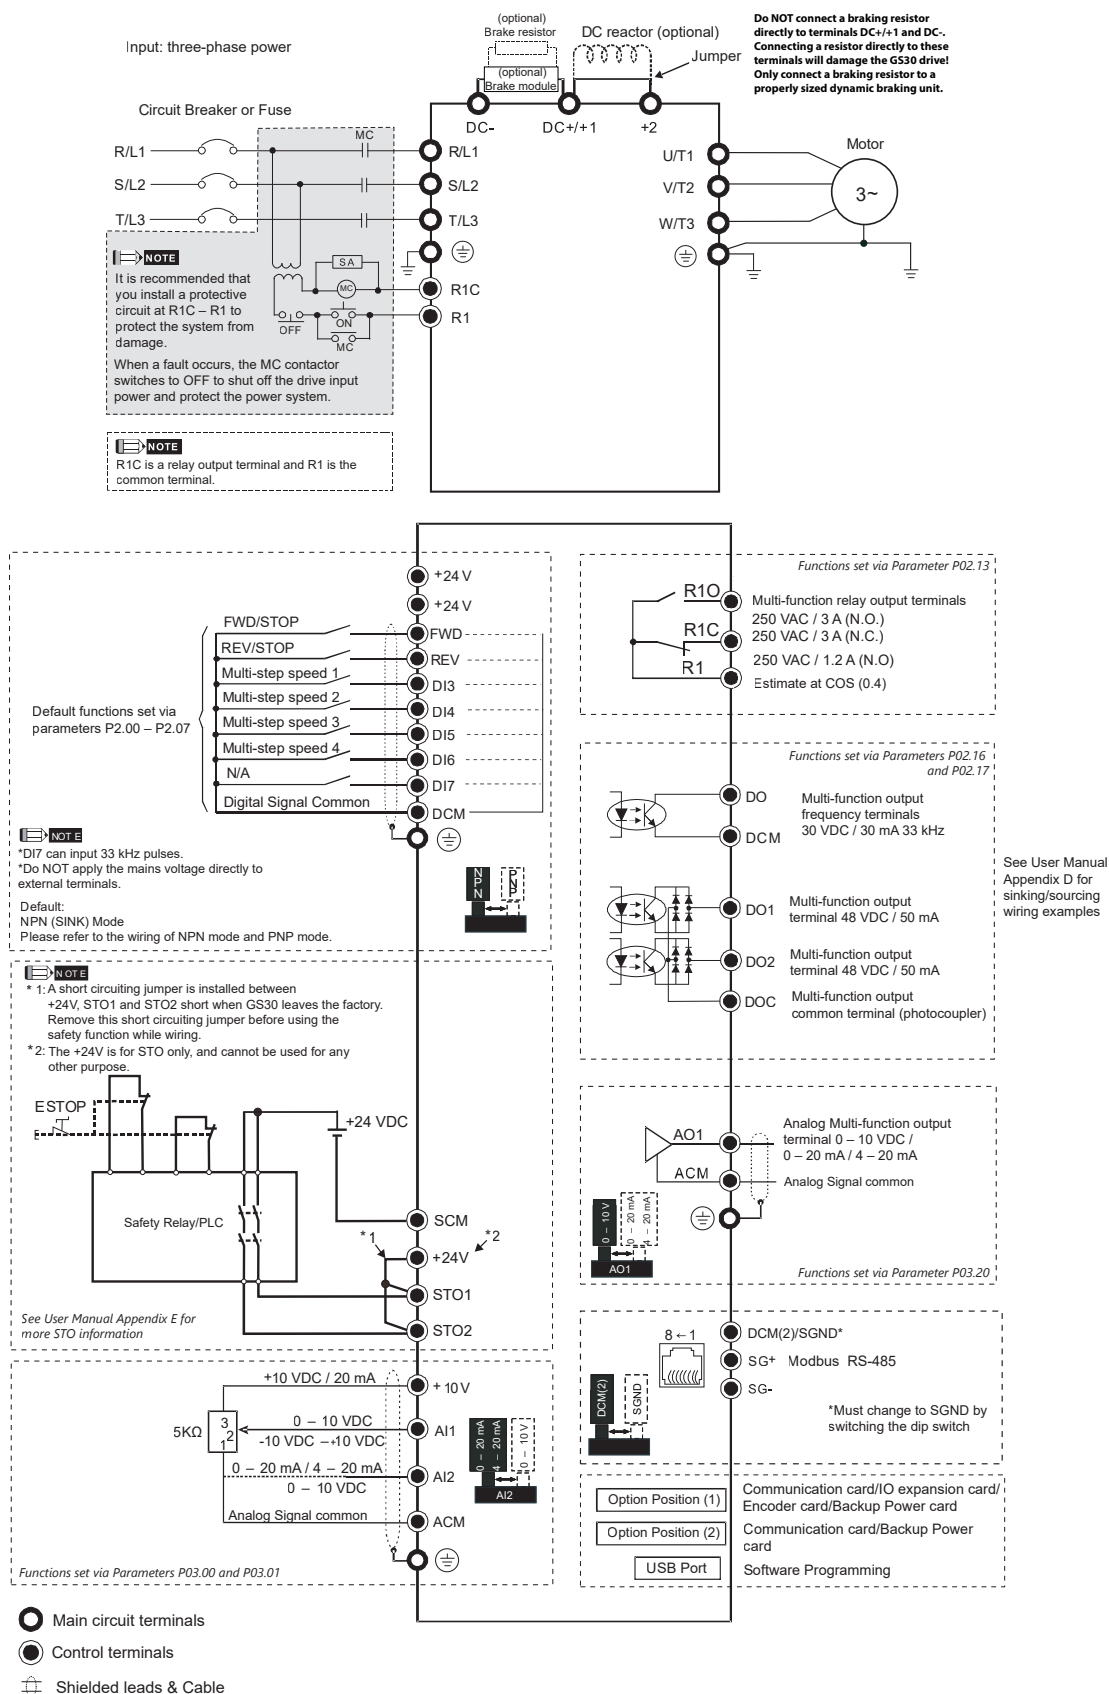 Input: three-phase power
(optional)
Brake resistor
(optional)
Brake module
DC reactor (optional)
Jumper
Do NOT connect a braking resistor
directly to terminals DC+/+1 and DC-.
Connecting a resistor directly to these
terminals will damage the GS30 drive!
Only connect a braking resistor to a
properly sized dynamic braking unit.
DC-
DC+/+1
+2
Circuit Breaker or Fuse
MC
R/L1
R/L1
S/L2
S/L2
T/L3
T/L3
U/T1
V/T2
W/T3
Motor
3~
NOTE
It is recommended that
you install a protective
circuit at R1C – R1 to
protect the system from
damage.
When a fault occurs, the MC contactor
switches to OFF to shut off the drive input
power and protect the power system.
SA
MC
OFF
ON
MC
R1C
R1
NOTE
R1C is a relay output terminal and R1 is the
common terminal.
+24 V
+24 V
FWD/STOP
FWD
REV/STOP
REV
Multi-step speed 1
DI3
Multi-step speed 2
DI4
Multi-step speed 3
DI5
Multi-step speed 4
DI6
N/A
DI7
Digital Signal Common
DCM
Default functions set via
parameters P2.00 – P2.07
NOTE
*DI7 can input 33 kHz pulses.
*Do NOT apply the mains voltage directly to
external terminals.
Default:
NPN (SINK) Mode
Please refer to the wiring of NPN mode and PNP mode.
NPN
PNP
NOTE
* 1: A short circuiting jumper is installed between
+24V, STO1 and STO2 short when GS30 leaves the factory.
Remove this short circuiting jumper before using the
safety function while wiring.
*2: The +24V is for STO only, and cannot be used for any
other purpose.
ESTOP
+24 VDC
Safety Relay/PLC
SCM
*1
*2
+24V
STO1
STO2
See User Manual Appendix E for
more STO information
+10 VDC / 20 mA
+10V
5KΩ
3
2
1
0 – 10 VDC
-10 VDC – +10 VDC
AI1
0 – 20 mA / 4 – 20 mA
0 – 10 VDC
AI2
Analog Signal common
ACM
0 – 20 mA
4 – 20 mA
0 – 10 V
AI2
Functions set via Parameters P03.00 and P03.01
Functions set via Parameter P02.13
R1O
R1C
R1
Multi-function relay output terminals
250 VAC / 3 A (N.O.)
250 VAC / 3 A (N.C.)
250 VAC / 1.2 A (N.O)
Estimate at COS (0.4)
Functions set via Parameters P02.16
and P02.17
DO
DCM
Multi-function output
frequency terminals
30 VDC / 30 mA 33 kHz
DO1
Multi-function output
terminal 48 VDC / 50 mA
DO2
Multi-function output
terminal 48 VDC / 50 mA
DOC
Multi-function output
common terminal (photocoupler)
See User Manual
Appendix D for
sinking/sourcing
wiring examples
AO1
ACM
Analog Multi-function output
terminal 0 – 10 VDC /
0 – 20 mA / 4 – 20 mA
Analog Signal common
0 – 10 V
0 – 20 mA
4 – 20 mA
AO1
Functions set via Parameter P03.20
8 ← 1
DCM(2)/SGND*
SG+
Modbus RS-485
SG-
DCM(2)
SGND
*Must change to SGND by
switching the dip switch
Option Position (1)
Communication card/IO expansion card/
Encoder card/Backup Power card
Option Position (2)
Communication card/Backup Power
card
USB Port
Software Programming
Main circuit terminals
Control terminals
Shielded leads & Cable